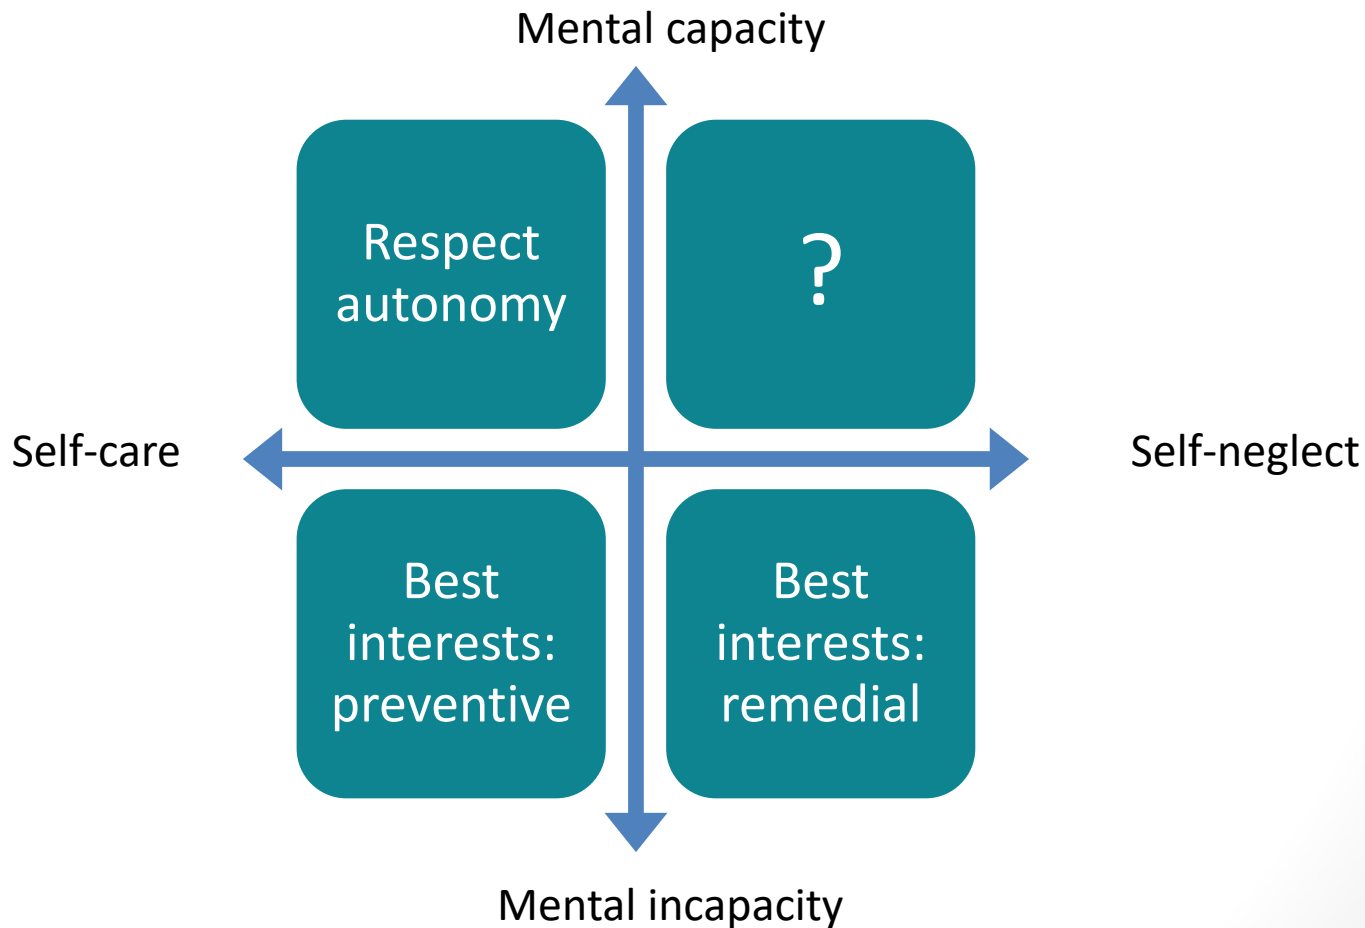 Mental capacity
Respect
autonomy
?
Self-care
Self-neglect
Best
interests:
preventive
Best
interests:
remedial
Mental incapacity